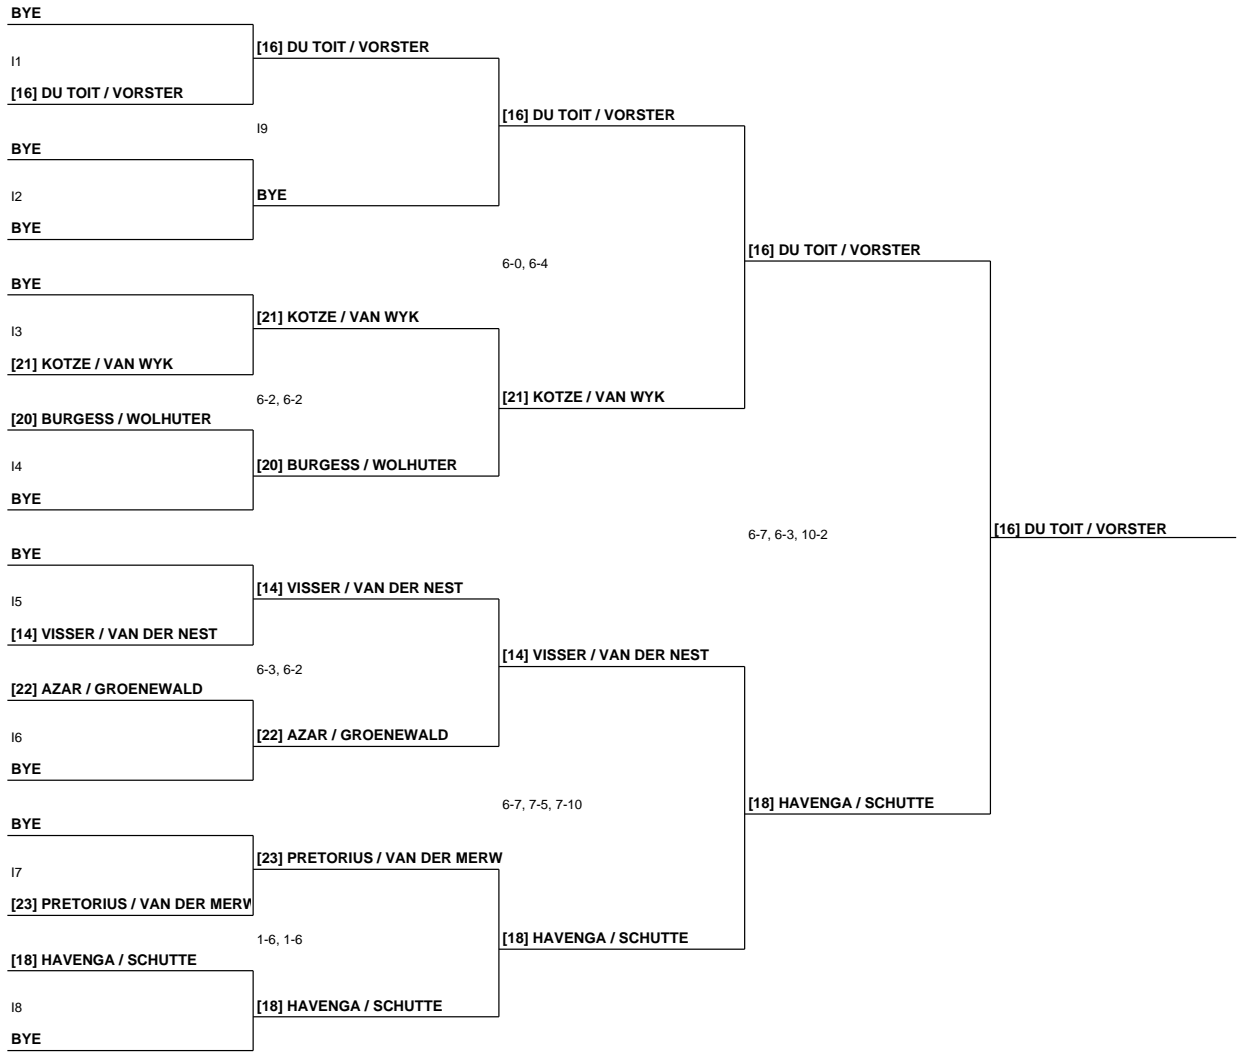 BYE
[16] DU TOIT / VORSTER
I1
[16] DU TOIT / VORSTER
[16] DU TOIT / VORSTER
I9
BYE
I2
BYE
BYE
[16] DU TOIT / VORSTER
6-0, 6-4
BYE
[21] KOTZE / VAN WYK
I3
[21] KOTZE / VAN WYK
[21] KOTZE / VAN WYK
6-2, 6-2
[20] BURGESS / WOLHUTER
I4
[20] BURGESS / WOLHUTER
BYE
[16] DU TOIT / VORSTER
6-7, 6-3, 10-2
BYE
[14] VISSER / VAN DER NEST
I5
[14] VISSER / VAN DER NEST
[14] VISSER / VAN DER NEST
6-3, 6-2
[22] AZAR / GROENEWALD
I6
[22] AZAR / GROENEWALD
BYE
[18] HAVENGA / SCHUTTE
6-7, 7-5, 7-10
BYE
[23] PRETORIUS / VAN DER MERW
I7
[23] PRETORIUS / VAN DER MERW
[18] HAVENGA / SCHUTTE
1-6, 1-6
[18] HAVENGA / SCHUTTE
I8
[18] HAVENGA / SCHUTTE
BYE